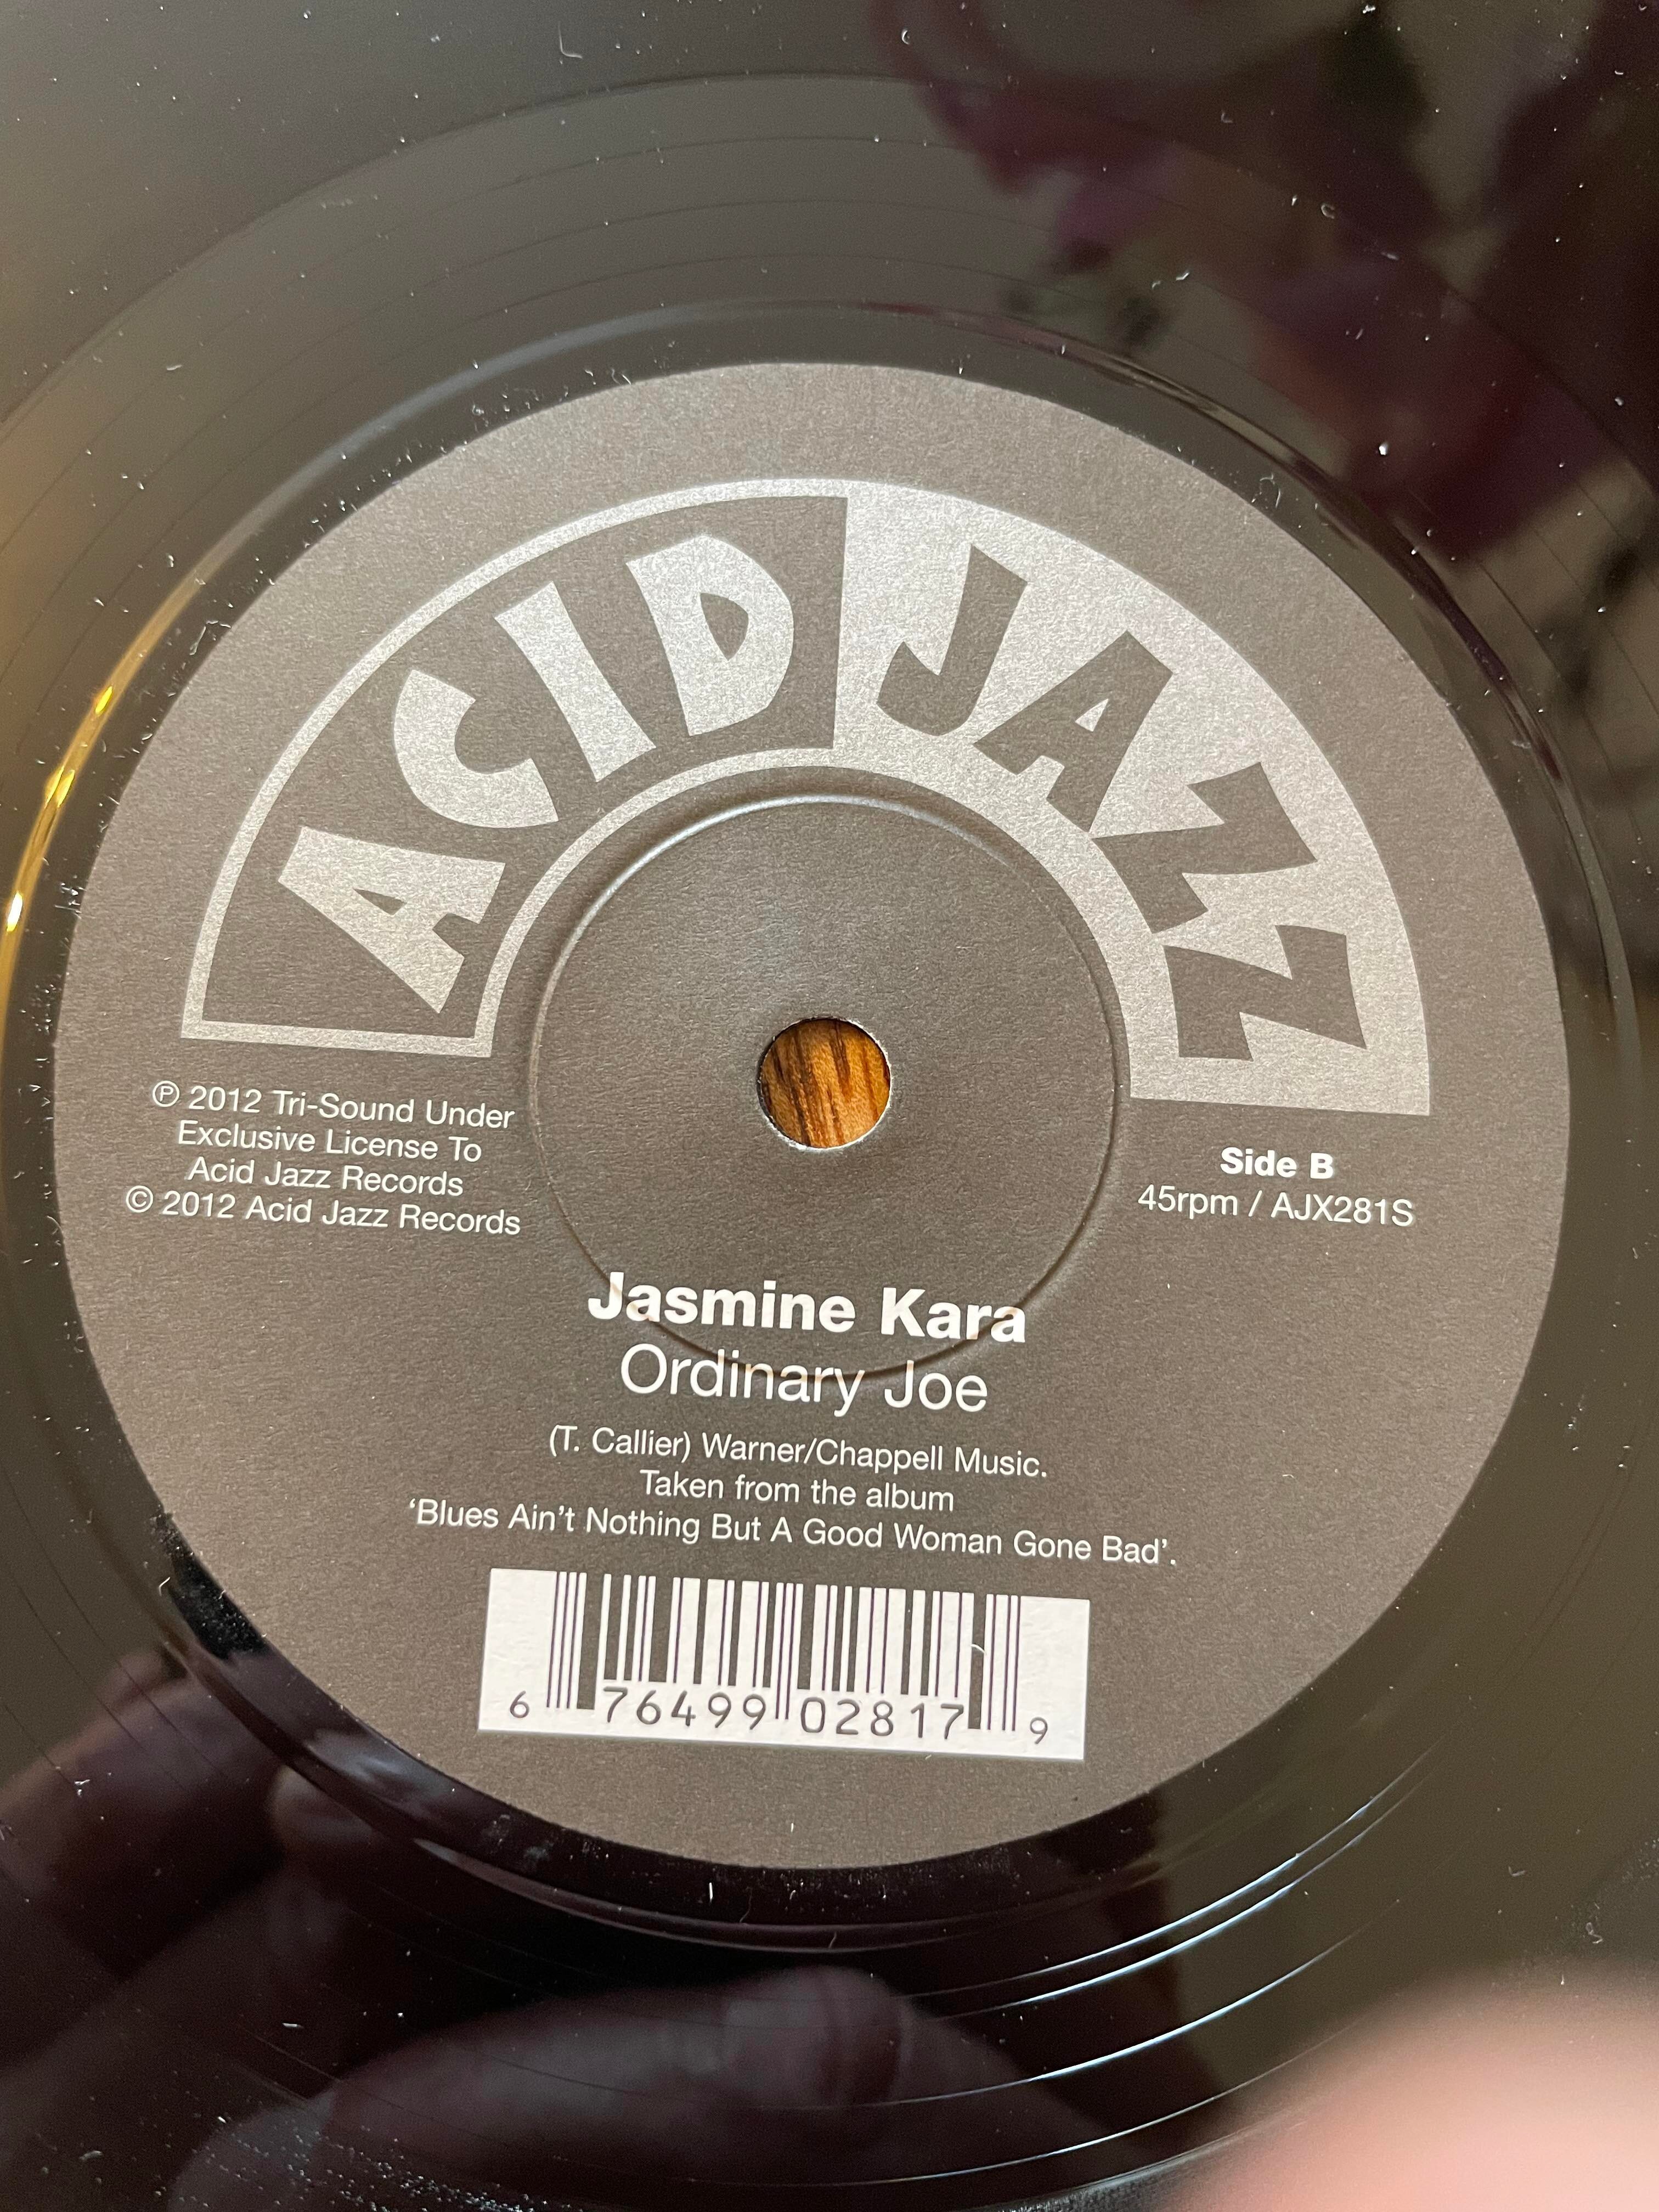 ACID JAZZ
℗ 2012 Tri-Sound Under
Exclusive License To
Acid Jazz Records
© 2012 Acid Jazz Records
Side B
45rpm / AJX281S
Jasmine Kara
Ordinary Joe
(T. Callier) Warner/Chappell Music.
Taken from the album
‘Blues Ain’t Nothing But A Good Woman Gone Bad’.
6 76499 02817 9